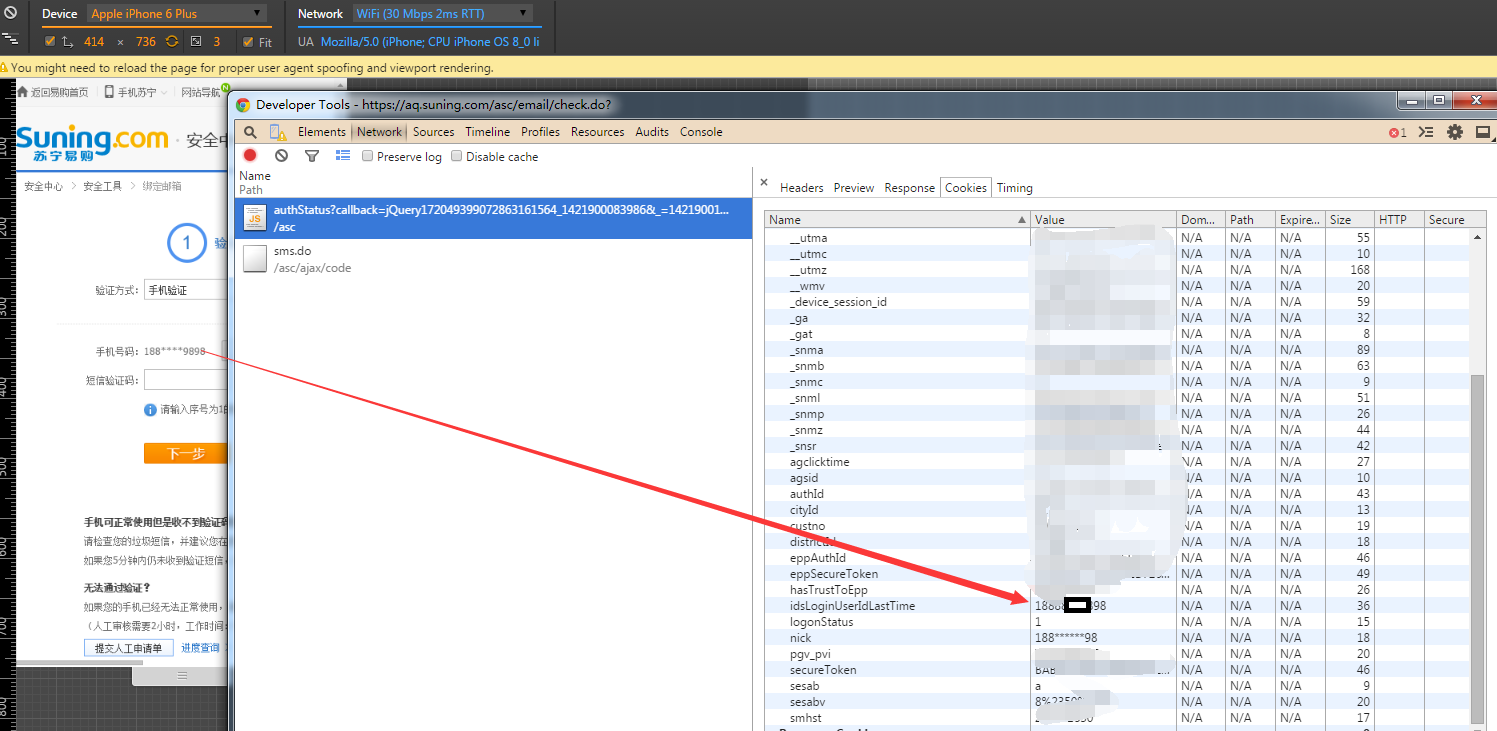 Device Apple iPhone 6 Plus Network WiFi (30 Mbps 2ms RTT)
414 × 736 3 Fit UA Mozilla/5.0 (iPhone; CPU iPhone OS 8_0 li
You might need to reload the page for proper user agent spoofing and viewport rendering.
返回易购首页 手机苏宁 网站导航 N
Suning.com · 安全中
苏宁易购
安全中心 > 安全工具 > 绑定邮箱
1 验
验证方式: 手机验证
手机号码: 188****9898
短信验证码:
请输入序号为1的
下一步
手机可正常使用但是收不到验证码
请检查您的垃圾短信，并建议您在
如果您5分钟内仍未收到验证短信，
无法通过验证？
如果您的手机已经无法正常使用，
（人工审核需要2小时，工作时间:
提交人工申请单 进度查询
Developer Tools - https://aq.suning.com/asc/email/check.do?
Elements Network Sources Timeline Profiles Resources Audits Console 1
Preserve log Disable cache
Name
Path
authStatus?callback=jQuery172049399072863161564_1421900083986&_=14219001...
/asc
sms.do
/asc/ajax/code
× Headers Preview Response Cookies Timing
Name Value Dom... Path Expire... Size HTTP Secure
__utma N/A N/A N/A 55
__utmc N/A N/A N/A 10
__utmz N/A N/A N/A 168
__wmv N/A N/A N/A 20
_device_session_id N/A N/A N/A 59
_ga N/A N/A N/A 32
_gat N/A N/A N/A 8
_snma N/A N/A N/A 89
_snmb N/A N/A N/A 63
_snmc N/A N/A N/A 9
_snml N/A N/A N/A 51
_snmp N/A N/A N/A 26
_snmz N/A N/A N/A 44
_snsr N/A N/A N/A 42
agclicktime N/A N/A N/A 27
agsid N/A N/A N/A 10
authId N/A N/A N/A 43
cityId N/A N/A N/A 13
custno N/A N/A N/A 19
districtId N/A N/A N/A 18
eppAuthId N/A N/A N/A 46
eppSecureToken N/A N/A N/A 49
hasTrustToEpp N/A N/A N/A 26
idsLoginUserIdLastTime 1888 898 N/A N/A N/A 36
logonStatus 1 N/A N/A N/A 15
nick 188******98 N/A N/A N/A 18
pgv_pvi N/A N/A N/A 20
secureToken BAB N/A N/A N/A 46
sesab a N/A N/A N/A 9
sesabv N/A N/A N/A 20
smhst N/A N/A N/A 17